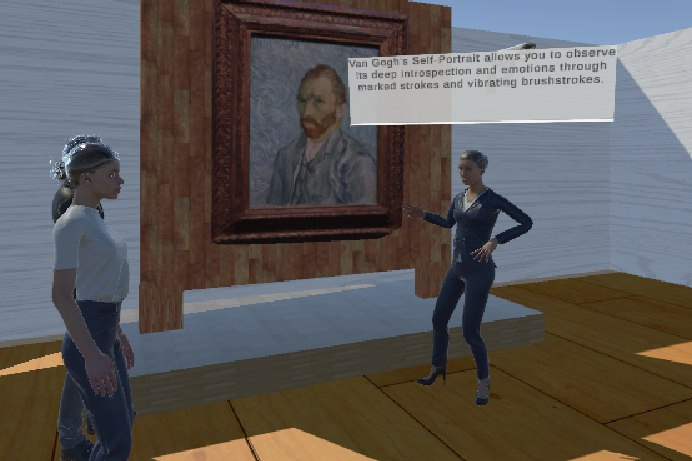 Van Gogh's Self-Portrait allows you to observe
its deep introspection and emotions through
marked strokes and vibrating brushstrokes.